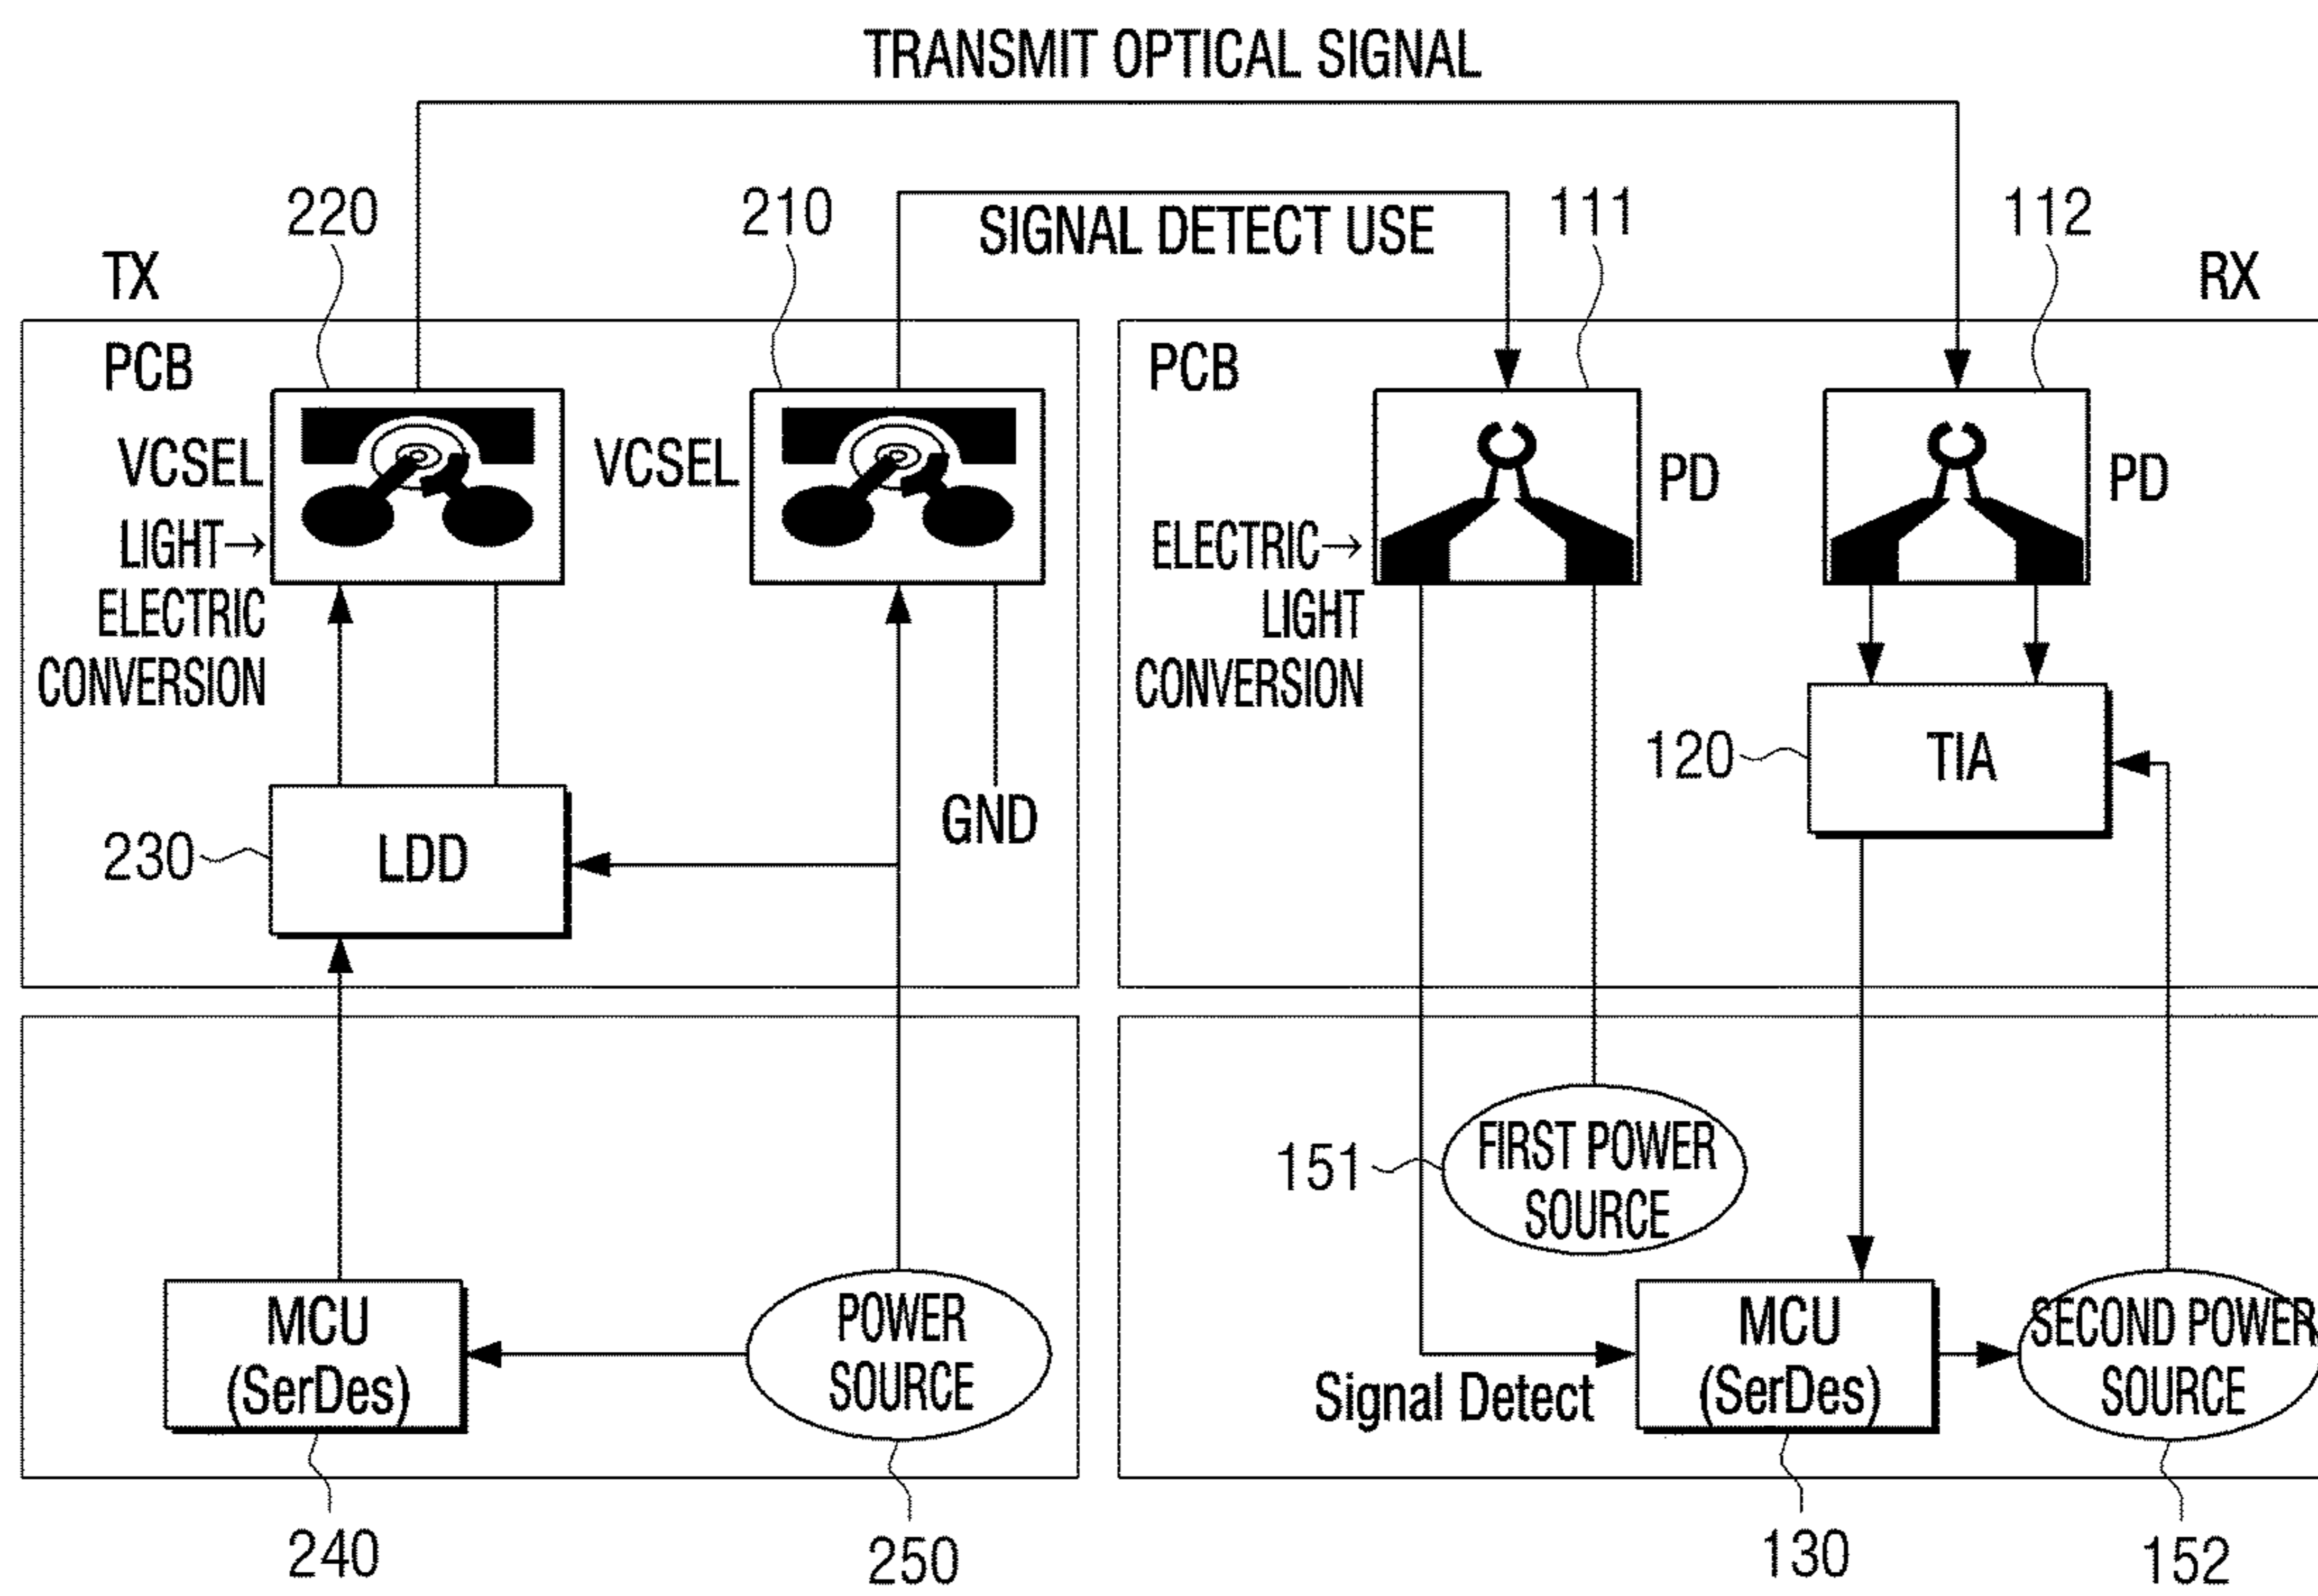 TRANSMIT OPTICAL SIGNAL
220
210
SIGNAL DETECT USE
111
112
TX
RX
PCB
PCB
VCSEL
VCSEL
PD
PD
LIGHT→
ELECTRIC
CONVERSION
ELECTRIC→
LIGHT
CONVERSION
120
TIA
GND
230
LDD
151
FIRST POWER
SOURCE
MCU
(SerDes)
POWER
SOURCE
Signal Detect
MCU
(SerDes)
SECOND POWER
SOURCE
240
250
130
152